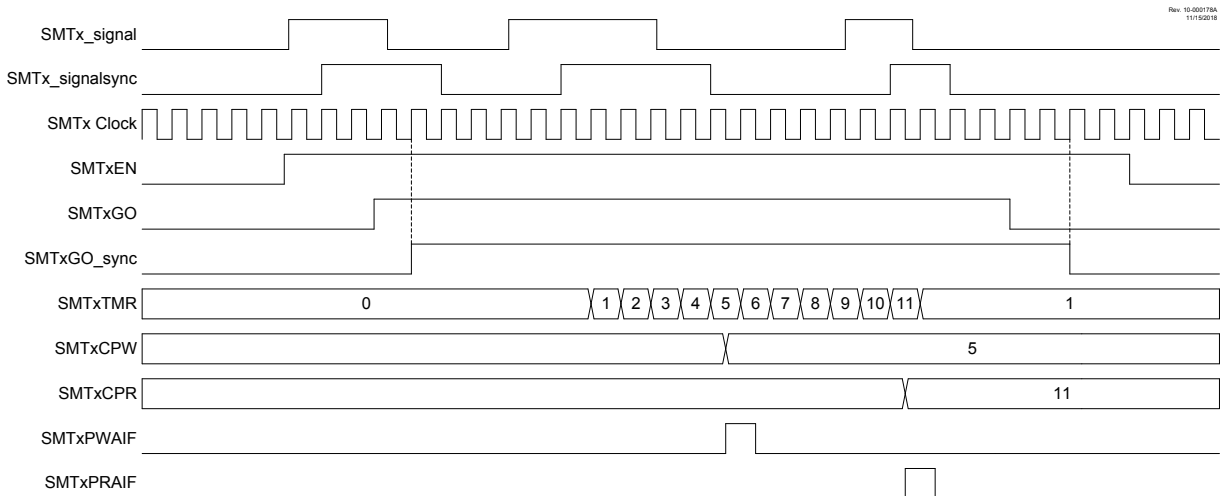 Rev. 10-000178A
11/15/2018
SMTx_signal
SMTx_signalsync
SMTx Clock
SMTxEN
SMTxGO
SMTxGO_sync
SMTxTMR 0 1 2 3 4 5 6 7 8 9 10 11 1
SMTxCPW 5
SMTxCPR 11
SMTxPWAIF
SMTxPRAIF